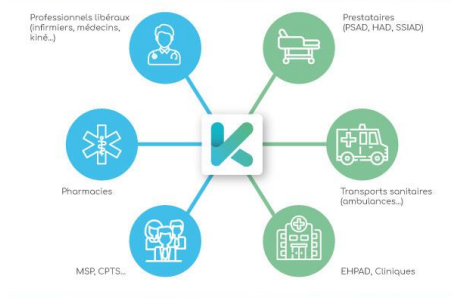 Professionnels libéraux
(infirmiers, médecins,
kiné...)
Prestataires
(PSAD, HAD, SSIAD)
Pharmacies
Transports sanitaires
(ambulances...)
MSP, CPTS...
EHPAD, Cliniques